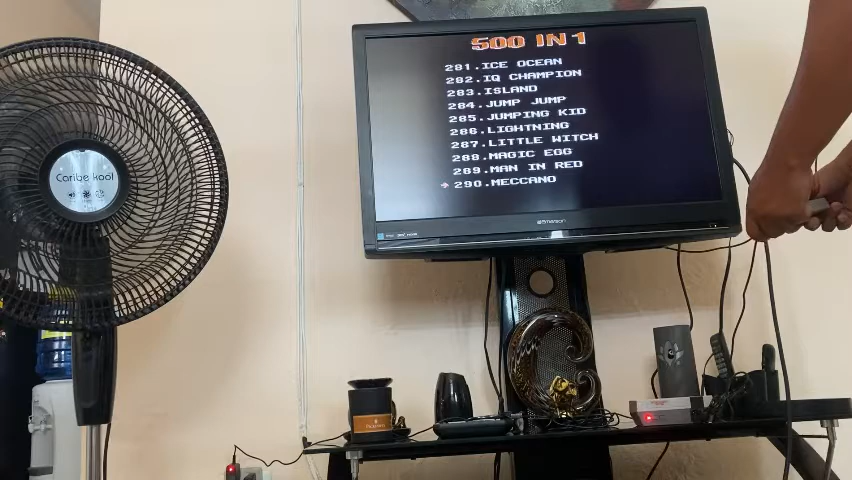 500 IN 1
281.ICE OCEAN
282.IQ CHAMPION
283.ISLAND
284.JUMP JUMP
285.JUMPING KID
286.LIGHTNING
287.LITTLE WITCH
288.MAGIC EGG
289.MAN IN RED
290.MECCANO
Emerson
Caribe kool